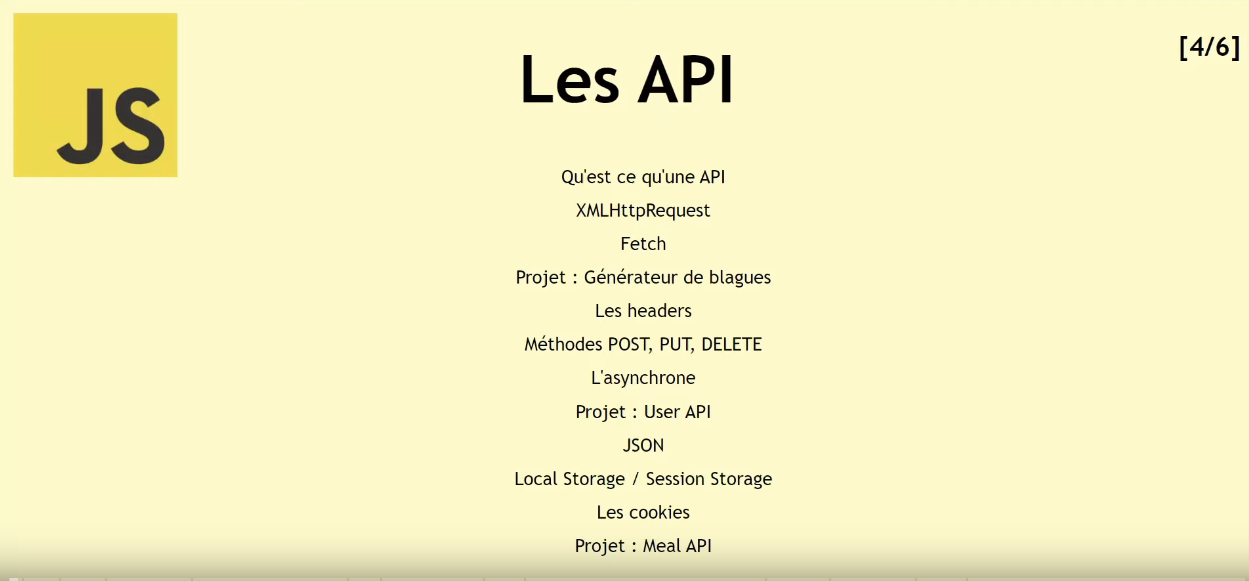 JS
[4/6]
Les API
Qu'est ce qu'une API
XMLHttpRequest
Fetch
Projet : Générateur de blagues
Les headers
Méthodes POST, PUT, DELETE
L'asynchrone
Projet : User API
JSON
Local Storage / Session Storage
Les cookies
Projet : Meal API